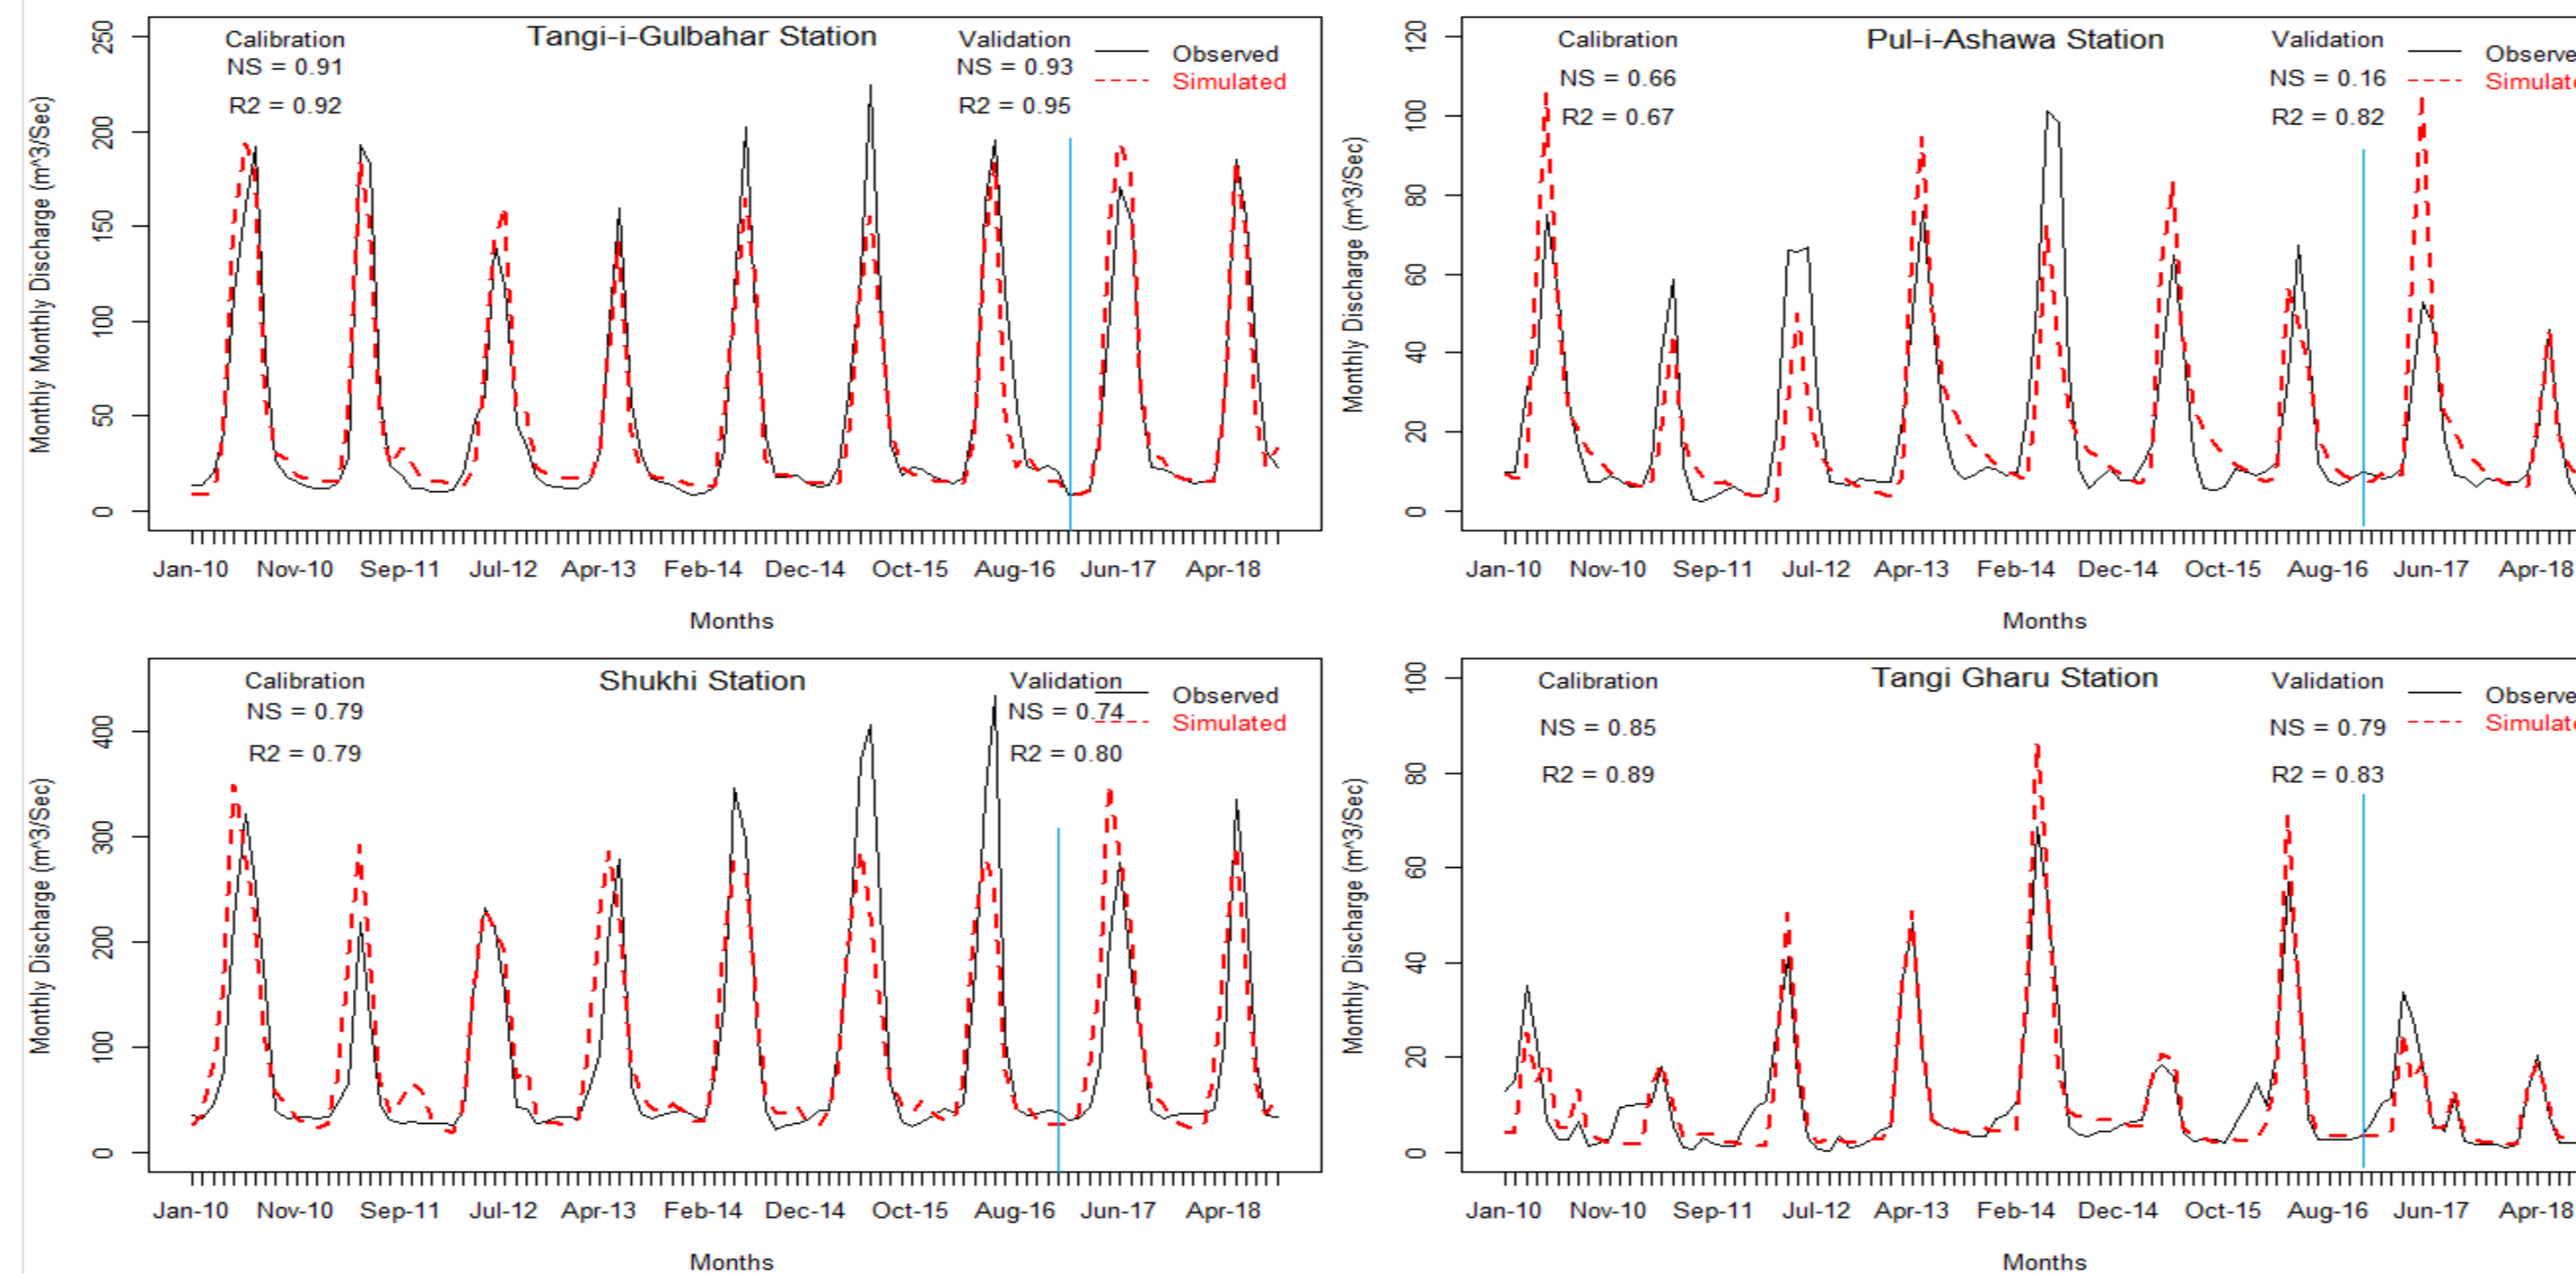 Tangi-i-Gulbahar Station
Calibration
NS = 0.91
R2 = 0.92
Validation
NS = 0.93
R2 = 0.95
Observed
Simulated
Monthly Monthly Discharge (m^3/Sec)
250
200
150
100
50
0
Jan-10 Nov-10 Sep-11 Jul-12 Apr-13 Feb-14 Dec-14 Oct-15 Aug-16 Jun-17 Apr-18
Months
Pul-i-Ashawa Station
Calibration
NS = 0.66
R2 = 0.67
Validation
NS = 0.16
R2 = 0.82
Observe
Simulate
Monthly Discharge (m^3/Sec)
120
100
80
60
40
20
0
Jan-10 Nov-10 Sep-11 Jul-12 Apr-13 Feb-14 Dec-14 Oct-15 Aug-16 Jun-17 Apr-18
Months
Shukhi Station
Calibration
NS = 0.79
R2 = 0.79
Validation
NS = 0.74
R2 = 0.80
Observed
Simulated
Monthly Discharge (m^3/Sec)
400
300
200
100
0
Jan-10 Nov-10 Sep-11 Jul-12 Apr-13 Feb-14 Dec-14 Oct-15 Aug-16 Jun-17 Apr-18
Months
Tangi Gharu Station
Calibration
NS = 0.85
R2 = 0.89
Validation
NS = 0.79
R2 = 0.83
Observe
Simulate
Monthly Discharge (m^3/Sec)
100
80
60
40
20
0
Jan-10 Nov-10 Sep-11 Jul-12 Apr-13 Feb-14 Dec-14 Oct-15 Aug-16 Jun-17 Apr-18
Months